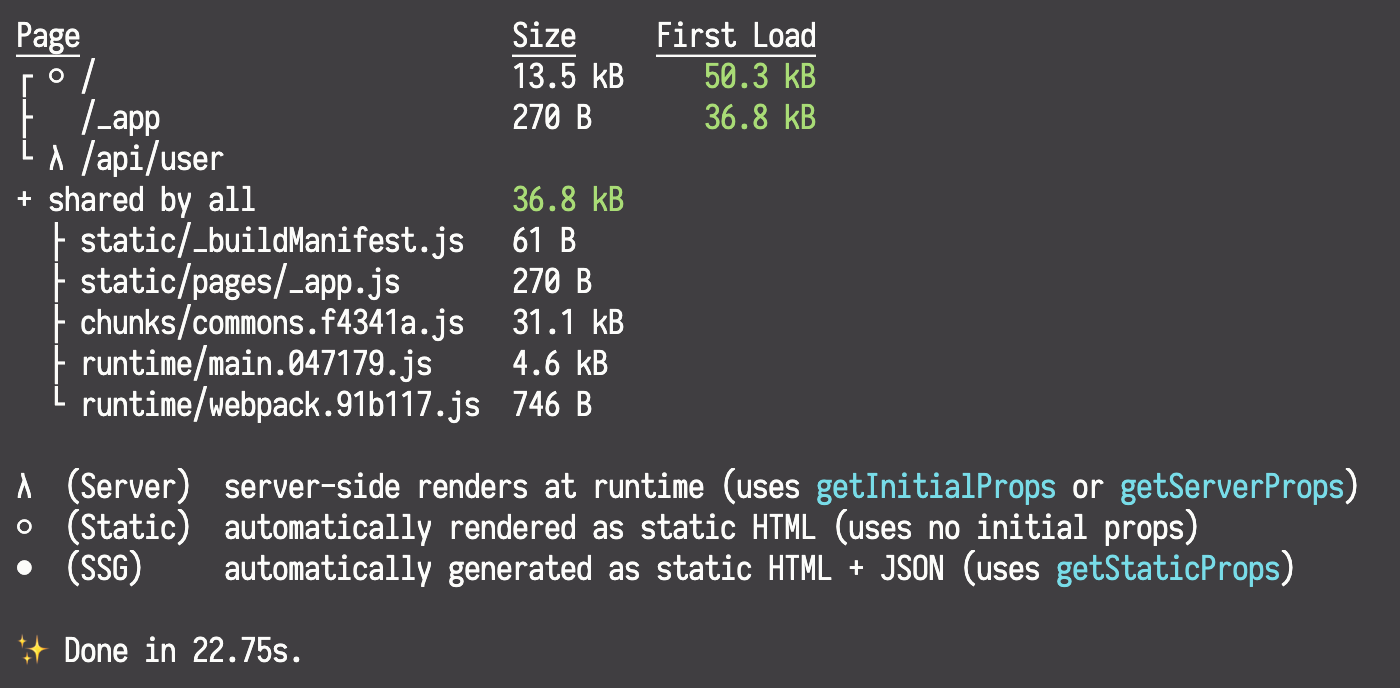 Page                           Size     First Load
┌ ○ /                          13.5 kB     50.3 kB
├   /_app                      270 B       36.8 kB
└ λ /api/user
+ shared by all                36.8 kB
  ├ static/_buildManifest.js   61 B
  ├ static/pages/_app.js       270 B
  ├ chunks/commons.f4341a.js   31.1 kB
  ├ runtime/main.047179.js     4.6 kB
  └ runtime/webpack.91b117.js  746 B
λ  (Server)  server-side renders at runtime (uses getInitialProps or getServerProps)
○  (Static)  automatically rendered as static HTML (uses no initial props)
●  (SSG)     automatically generated as static HTML + JSON (uses getStaticProps)
✨ Done in 22.75s.